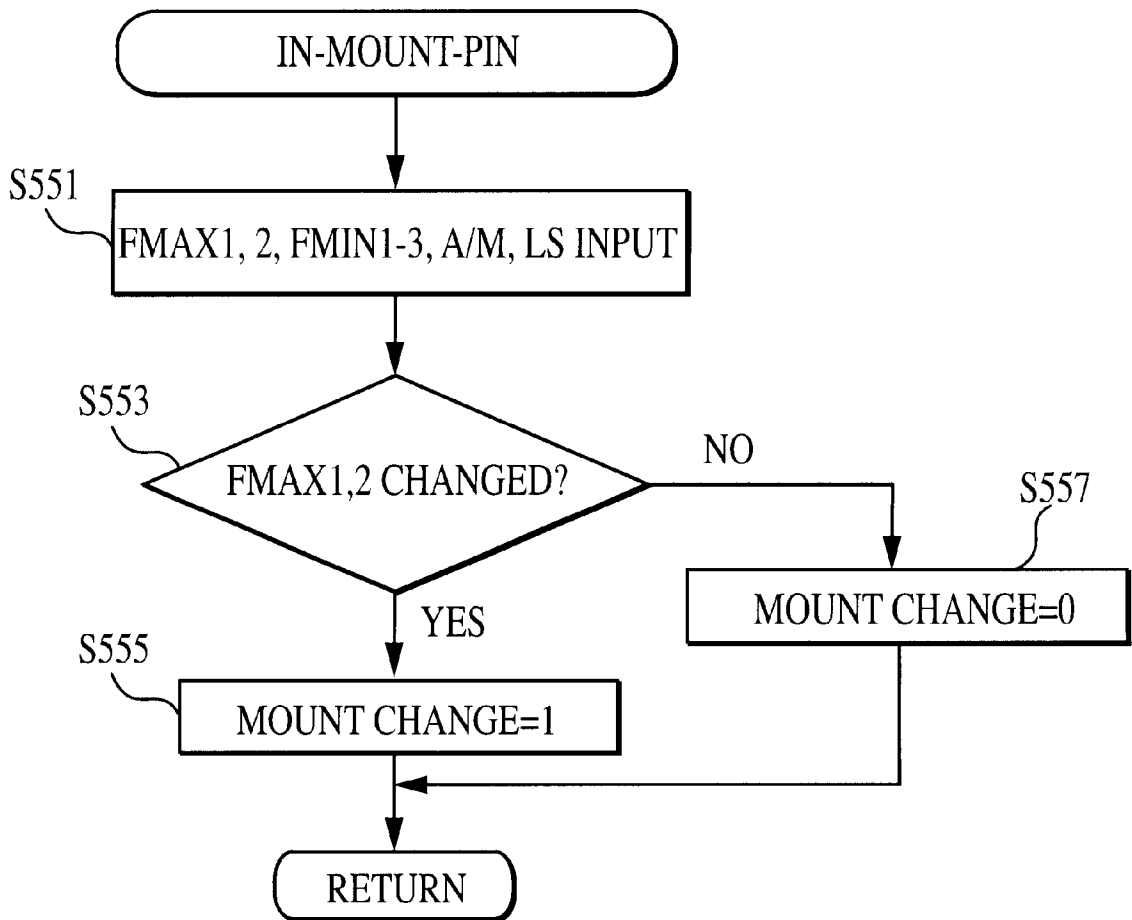 IN-MOUNT-PIN
S551
FMAX1, 2, FMIN1-3, A/M, LS INPUT
S553
FMAX1,2 CHANGED?
NO
S557
MOUNT CHANGE=0
YES
S555
MOUNT CHANGE=1
RETURN